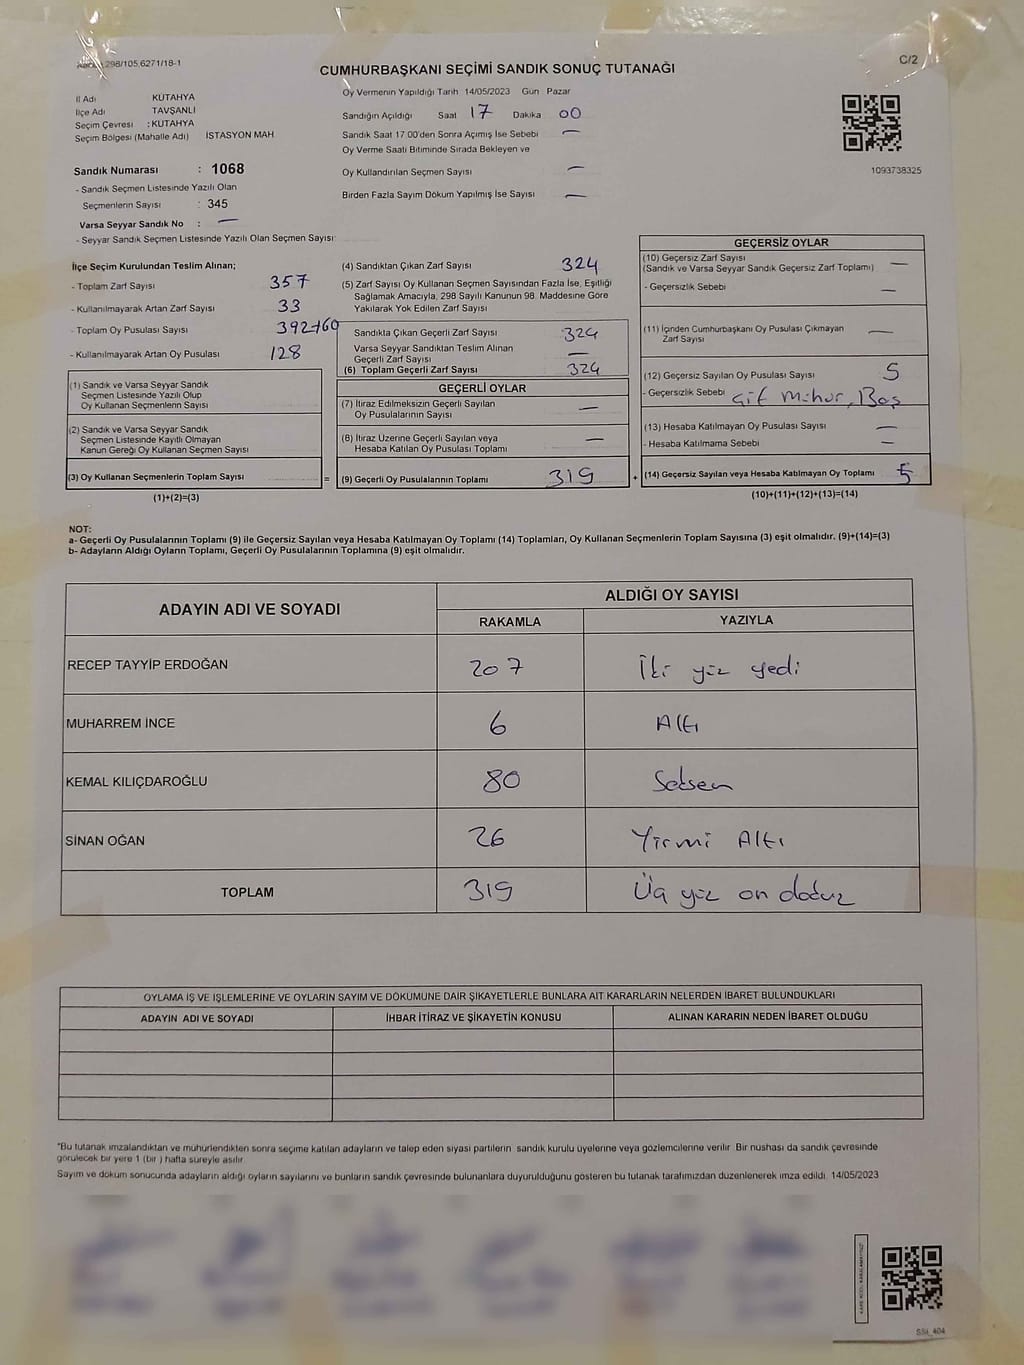 298/105,6271/18-1
C/2
CUMHURBAŞKANI SEÇİMİ SANDIK SONUÇ TUTANAĞI
İl Adı KÜTAHYA
İlçe Adı TAVŞANLI
Seçim Çevresi : KÜTAHYA
Seçim Bölgesi (Mahalle Adı) İSTASYON MAH
Sandık Numarası : 1068
- Sandık Seçmen Listesinde Yazılı Olan
Seçmenlerin Sayısı : 345
Varsa Seyyar Sandık No : —
- Seyyar Sandık Seçmen Listesinde Yazılı Olan Seçmen Sayısı:
Oy Vermenin Yapıldığı Tarih 14/05/2023 Gün : Pazar
Sandığın Açıldığı Saat 17 Dakika 00
Sandık Saat 17 00'den Sonra Açımış İse Sebebi —
Oy Verme Saati Bitiminde Sırada Bekleyen ve
Oy Kullandırılan Seçmen Sayısı —
Birden Fazla Sayım Döküm Yapılmış İse Sayısı —
1093738325
İlçe Seçim Kurulundan Teslim Alınan;
- Toplam Zarf Sayısı 357
- Kullanılmayarak Artan Zarf Sayısı 33
- Toplam Oy Pusulası Sayısı 392+60
- Kullanılmayarak Artan Oy Pusulası 128
(1) Sandık ve Varsa Seyyar Sandık
Seçmen Listesinde Yazılı Olup
Oy Kullanan Seçmenlerin Sayısı
(2) Sandık ve Varsa Seyyar Sandık
Seçmen Listesinde Kayıtlı Olmayan
Kanun Gereği Oy Kullanan Seçmen Sayısı
(3) Oy Kullanan Seçmenlerin Toplam Sayısı =
(1)+(2)=(3)
(4) Sandıktan Çıkan Zarf Sayısı 324
(5) Zarf Sayısı Oy Kullanan Seçmen Sayısından Fazla İse, Eşitliği
Sağlamak Amacıyla, 298 Sayılı Kanunun 98. Maddesine Göre
Yakılarak Yok Edilen Zarf Sayısı
Sandıkta Çıkan Geçerli Zarf Sayısı 324
Varsa Seyyar Sandıktan Teslim Alınan
Geçerli Zarf Sayısı —
(6) Toplam Geçerli Zarf Sayısı 324
GEÇERLİ OYLAR
(7) İtiraz Edilmeksizin Geçerli Sayılan
Oy Pusulalarının Sayısı —
(8) İtiraz Üzerine Geçerli Sayılan veya
Hesaba Katılan Oy Pusulası Toplamı —
(9) Geçerli Oy Pusulalarının Toplamı 319 +
GEÇERSİZ OYLAR
(10) Geçersiz Zarf Sayısı
(Sandık ve Varsa Seyyar Sandık Geçersiz Zarf Toplamı) —
- Geçersizlik Sebebi —
(11) İçinden Cumhurbaşkanı Oy Pusulası Çıkmayan
Zarf Sayısı —
(12) Geçersiz Sayılan Oy Pusulası Sayısı 5
- Geçersizlik Sebebi Çift Mühür, Boş
(13) Hesaba Katılmayan Oy Pusulası Sayısı —
- Hesaba Katılmama Sebebi —
(14) Geçersiz Sayılan veya Hesaba Katılmayan Oy Toplamı 5
(10)+(11)+(12)+(13)=(14)
NOT:
a- Geçerli Oy Pusulalarının Toplamı (9) ile Geçersiz Sayılan veya Hesaba Katılmayan Oy Toplamı (14) Toplamları, Oy Kullanan Seçmenlerin Toplam Sayısına (3) eşit olmalıdır. (9)+(14)=(3)
b- Adayların Aldığı Oyların Toplamı, Geçerli Oy Pusulalarının Toplamına (9) eşit olmalıdır.
ADAYIN ADI VE SOYADI ALDIĞI OY SAYISI
RAKAMLA YAZIYLA
RECEP TAYYİP ERDOĞAN 207 İki yüz yedi
MUHARREM İNCE 6 Altı
KEMAL KILIÇDAROĞLU 80 Seksen
SİNAN OĞAN 26 Yirmi Altı
TOPLAM 319 Üç yüz on dokuz
OYLAMA İŞ VE İŞLEMLERİNE VE OYLARIN SAYIM VE DÖKÜMÜNE DAİR ŞİKAYETLERLE BUNLARA AİT KARARLARIN NELERDEN İBARET BULUNDUKLARI
ADAYIN ADI VE SOYADI İHBAR İTİRAZ VE ŞİKAYETİN KONUSU ALINAN KARARIN NEDEN İBARET OLDUĞU
"Bu tutanak imzalandıktan ve mühürlendikten sonra seçime katılan adayların ve talep eden siyasi partilerin sandık kurulu üyelerine veya gözlemcilerine verilir Bir nüshası da sandık çevresinde
görülecek bir yere 1 (bir ) hafta süreyle asılır
Sayım ve döküm sonucunda adayların aldığı oyların sayılarını ve bunların sandık çevresinde bulunanlara duyurulduğunu gösteren bu tutanak tarafımızdan düzenlenerek imza edildi. 14/05/2023
SSI_404